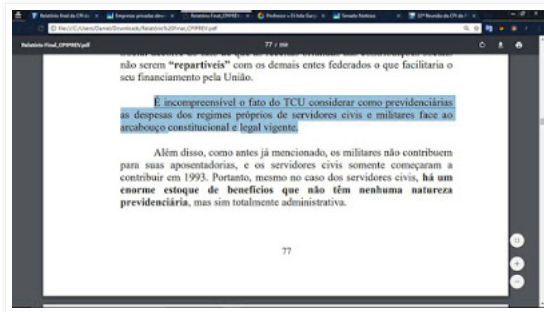 Relatório Final_CPIPREV.pdf
77 / 
não serem “repartíveis” com os demais entes federados o que facilitaria o
seu financiamento pela União.
É incompreensível o fato do TCU considerar como previdenciárias
as despesas dos regimes próprios de servidores civis e militares face ao
arcabouço constitucional e legal vigente.
Além disso, como antes já mencionado, os militares não contribuem
para suas aposentadorias, e os servidores civis somente começaram a
contribuir em 1993. Portanto, mesmo no caso dos servidores civis, há um
enorme estoque de benefícios que não têm nenhuma natureza
previdenciária, mas sim totalmente administrativa.
77